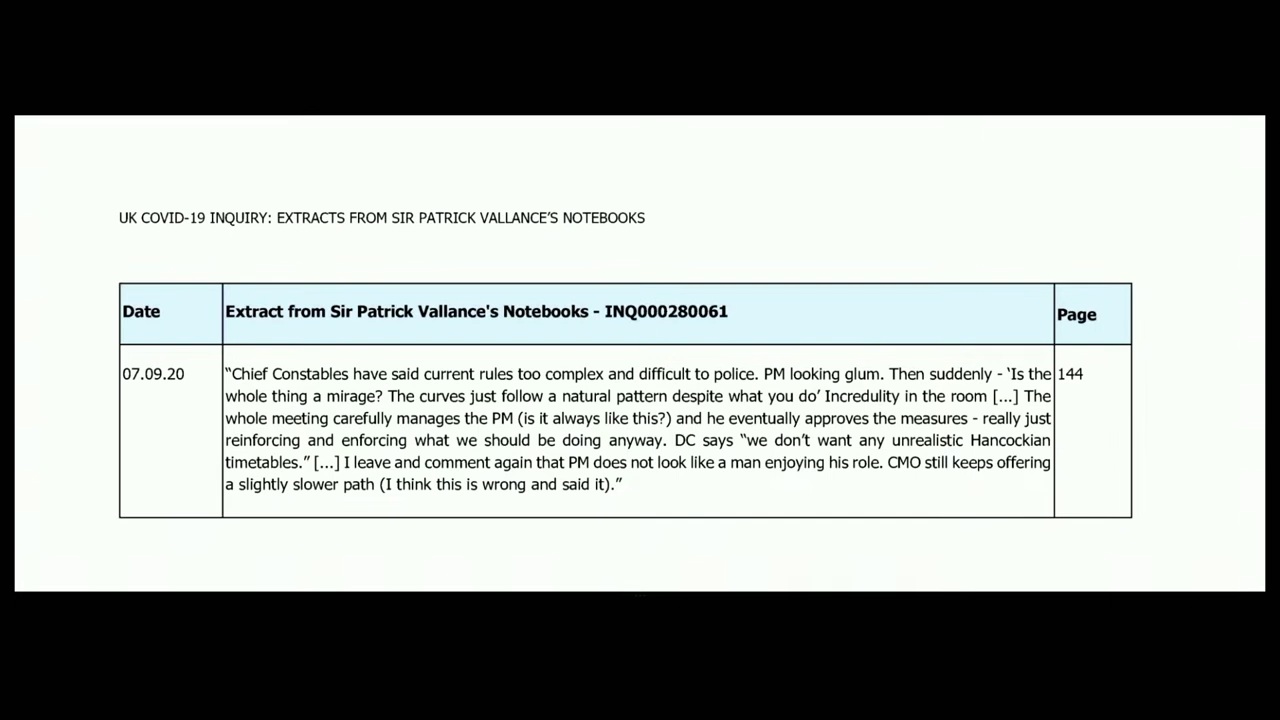 UK COVID-19 INQUIRY: EXTRACTS FROM SIR PATRICK VALLANCE’S NOTEBOOKS
Date
Extract from Sir Patrick Vallance's Notebooks - INQ000280061
Page
07.09.20
“Chief Constables have said current rules too complex and difficult to police. PM looking glum. Then suddenly - ‘Is the
whole thing a mirage? The curves just follow a natural pattern despite what you do’ Incredulity in the room [...] The
whole meeting carefully manages the PM (is it always like this?) and he eventually approves the measures - really just
reinforcing and enforcing what we should be doing anyway. DC says “we don’t want any unrealistic Hancockian
timetables.” [...] I leave and comment again that PM does not look like a man enjoying his role. CMO still keeps offering
a slightly slower path (I think this is wrong and said it).”
144